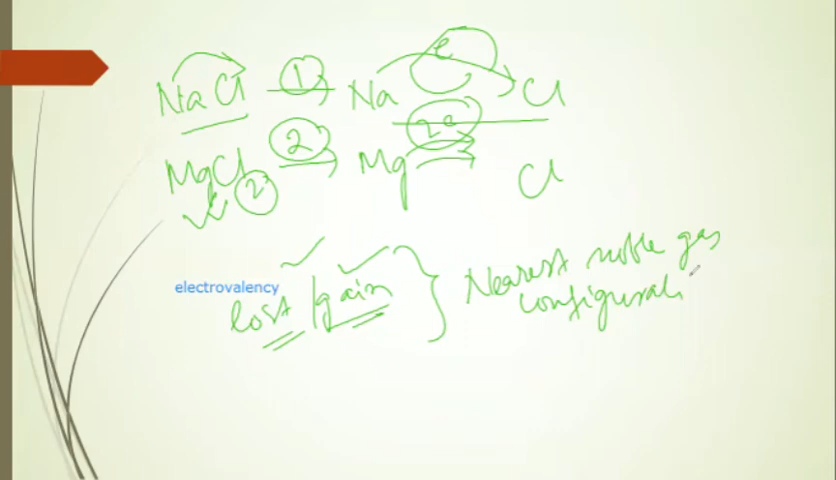 NaCl ① Na e Cl
MgCl2 ② Mg 2e Cl
electrovalency
lost / gain } Nearest noble gas
configurati